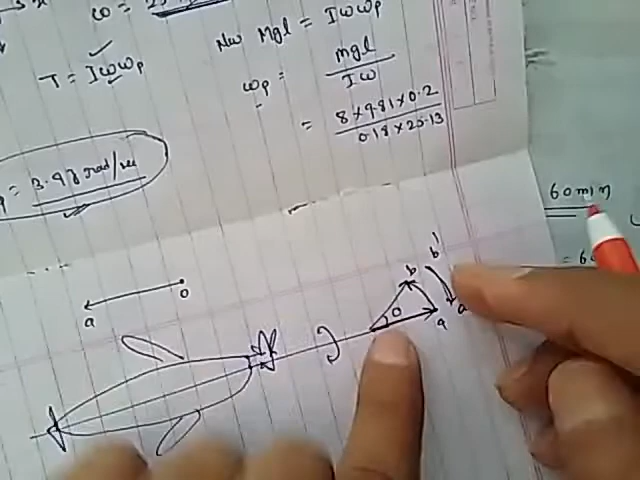 ω =
T = Iωωp
Now Mgl = Iωωp
ωp = mgl / Iω
= 8 × 9.81 × 0.2 / 0.18 × 25.13
= 3.98 rad/sec
60min
= 60
a o
b b'
θ
a a'